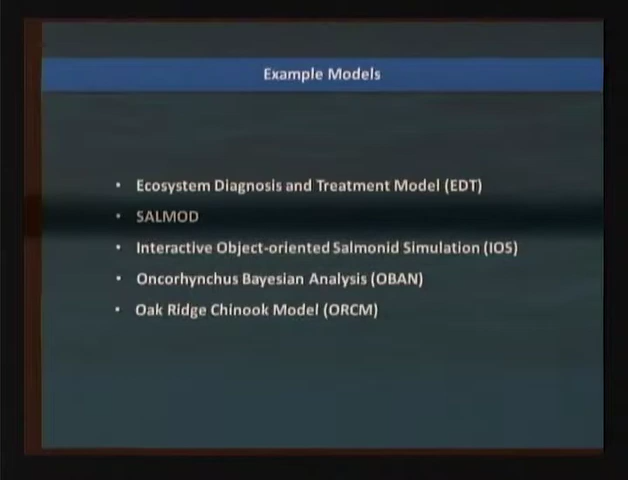 Example Models
• Ecosystem Diagnosis and Treatment Model (EDT)
• SALMOD
• Interactive Object-oriented Salmonid Simulation (IOS)
• Oncorhynchus Bayesian Analysis (OBAN)
• Oak Ridge Chinook Model (ORCM)